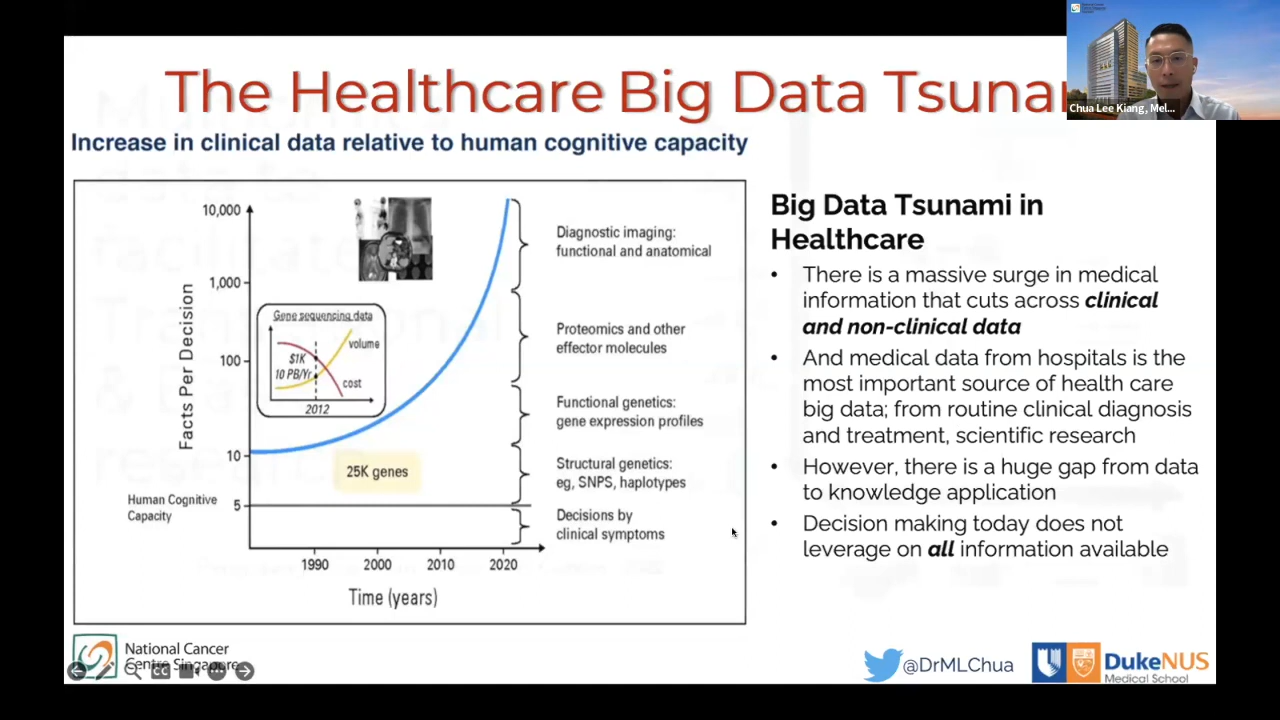 The Healthcare Big Data Tsunam
Chua Lee Kiang, Mel...
Increase in clinical data relative to human cognitive capacity
Facts Per Decision
10,000
1,000
100
10
5
Human Cognitive
Capacity
Gene sequencing data
volume
$1K
10 PB/Yr
cost
2012
25K genes
Diagnostic imaging:
functional and anatomical
Proteomics and other
effector molecules
Functional genetics:
gene expression profiles
Structural genetics:
eg, SNPS, haplotypes
Decisions by
clinical symptoms
1990
2000
2010
2020
Time (years)
Big Data Tsunami in
Healthcare
• There is a massive surge in medical
information that cuts across clinical
and non-clinical data
• And medical data from hospitals is the
most important source of health care
big data; from routine clinical diagnosis
and treatment, scientific research
• However, there is a huge gap from data
to knowledge application
• Decision making today does not
leverage on all information available
National Cancer
Centre Singapore
@DrMLChua
DukeNUS
Medical School